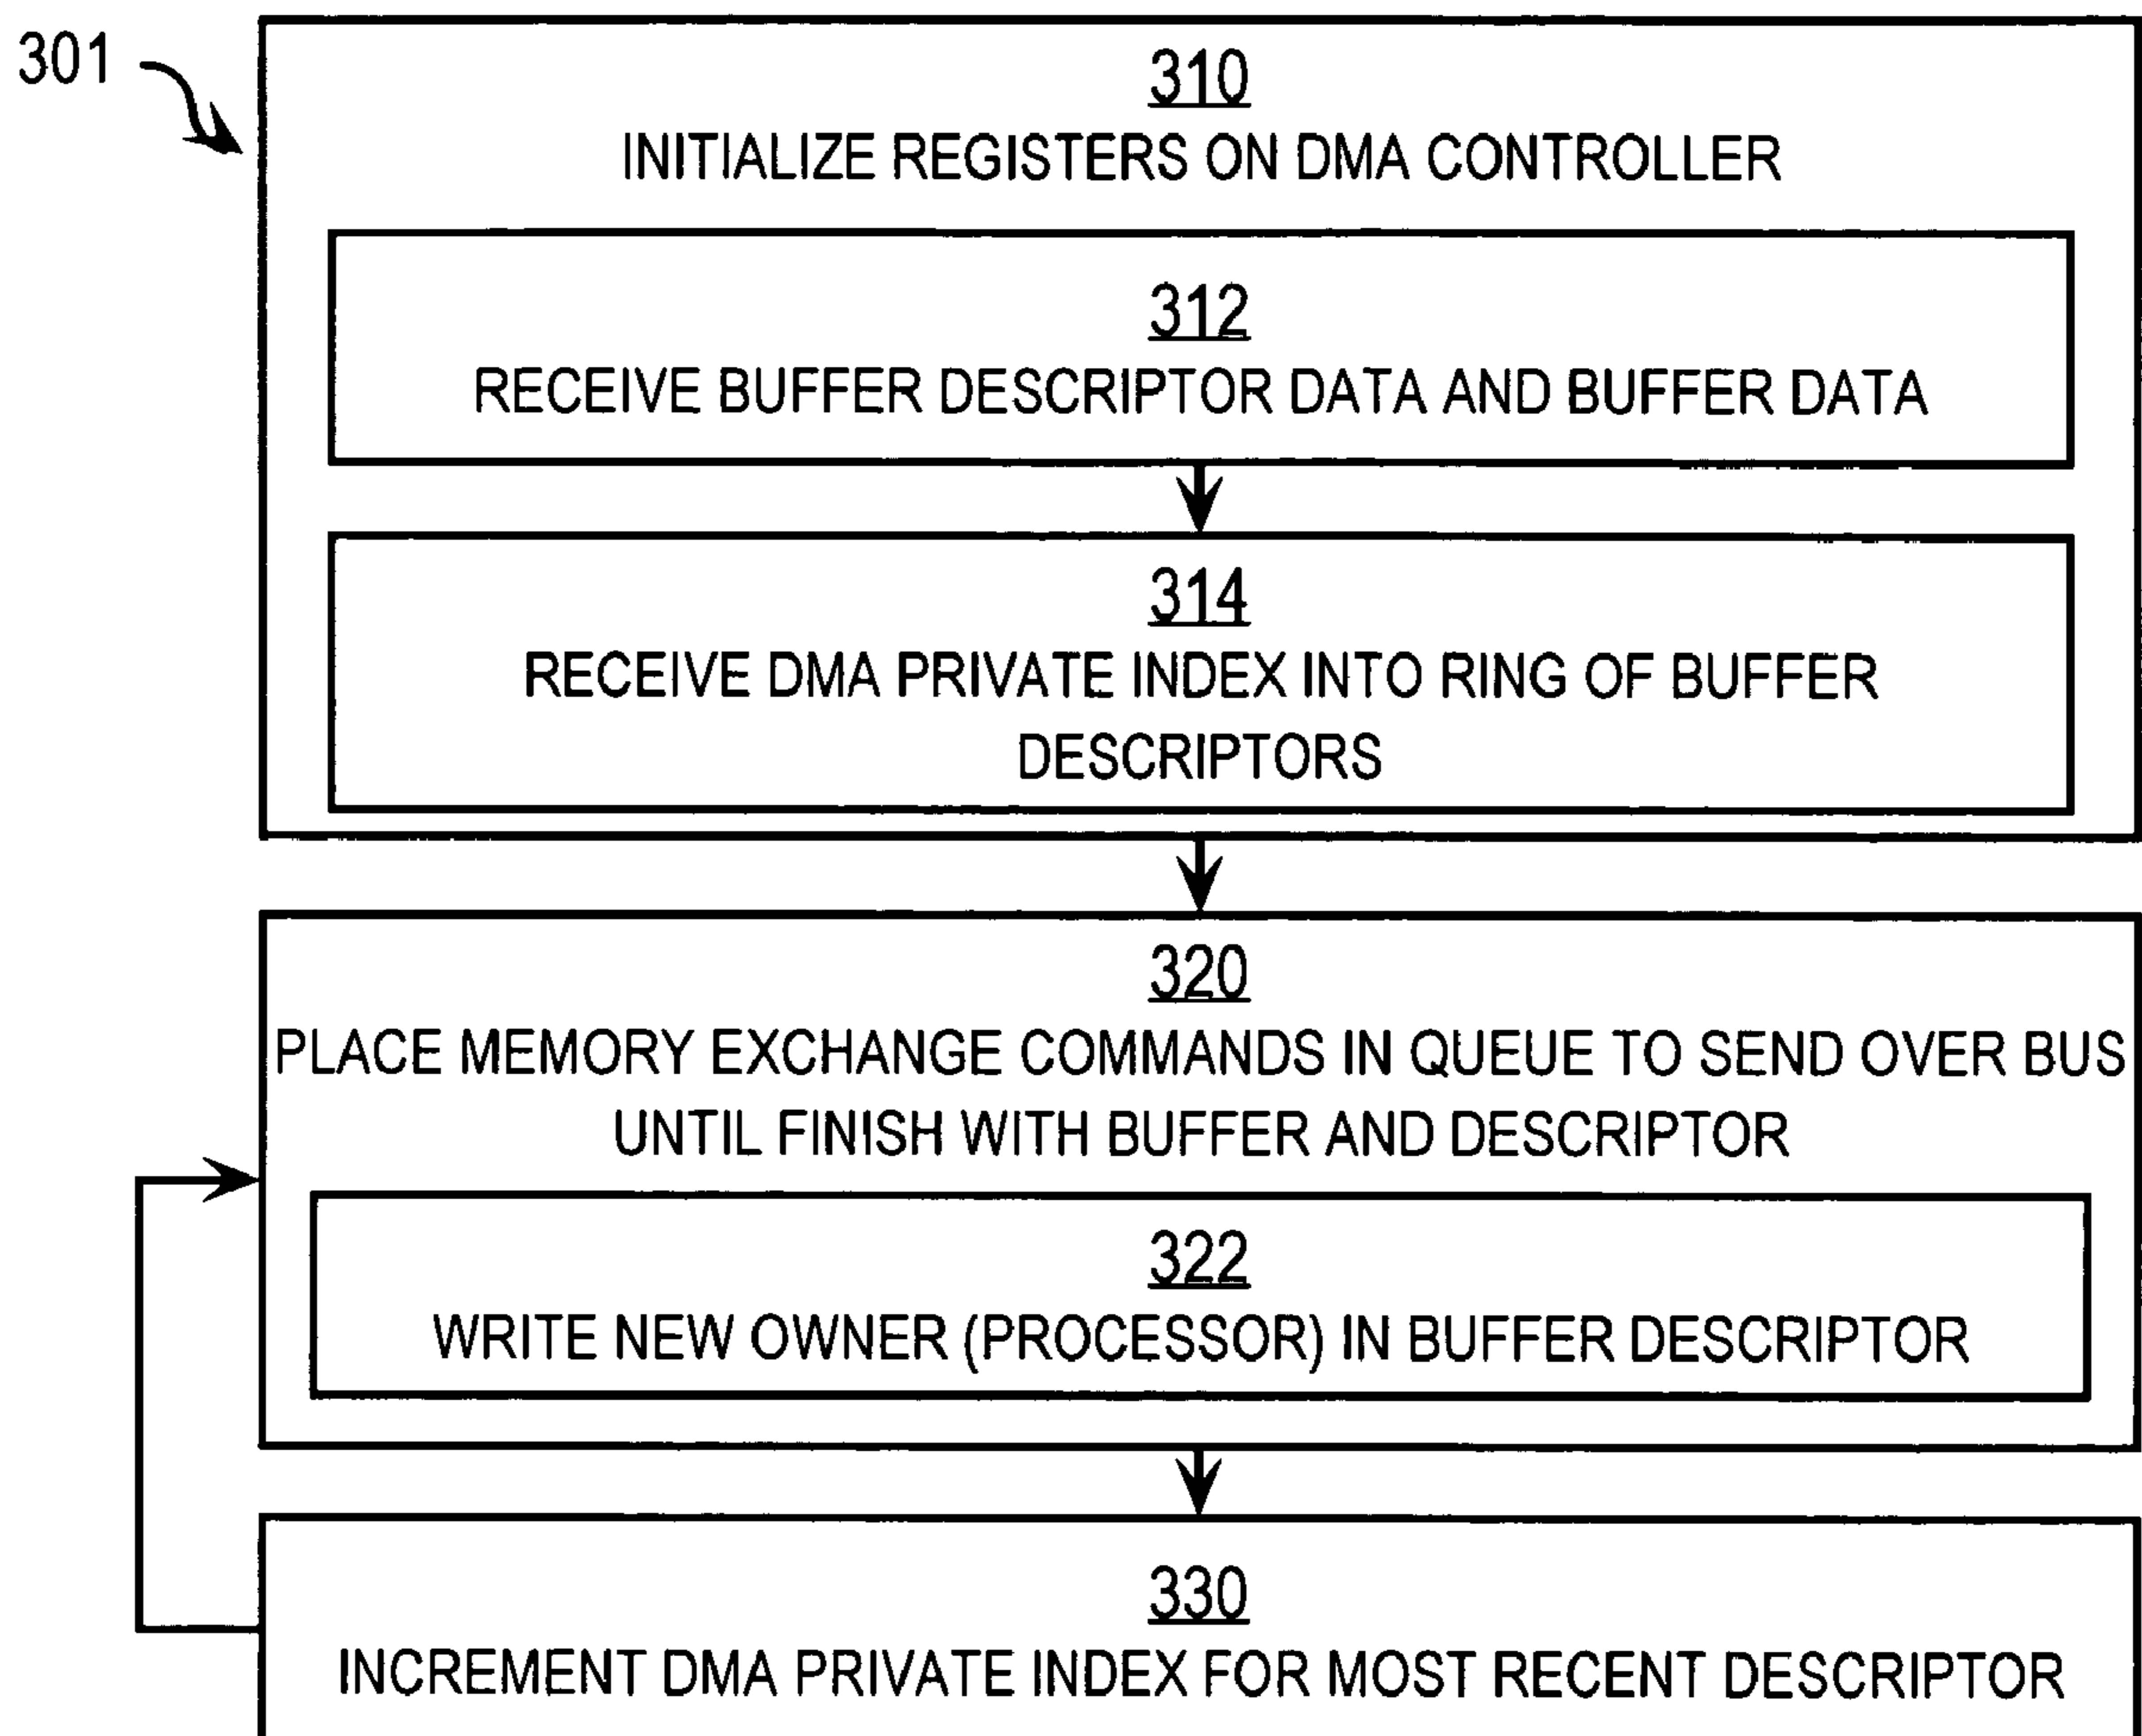 301
310
INITIALIZE REGISTERS ON DMA CONTROLLER
312
RECEIVE BUFFER DESCRIPTOR DATA AND BUFFER DATA
314
RECEIVE DMA PRIVATE INDEX INTO RING OF BUFFER
DESCRIPTORS
320
PLACE MEMORY EXCHANGE COMMANDS IN QUEUE TO SEND OVER BUS
UNTIL FINISH WITH BUFFER AND DESCRIPTOR
322
WRITE NEW OWNER (PROCESSOR) IN BUFFER DESCRIPTOR
330
INCREMENT DMA PRIVATE INDEX FOR MOST RECENT DESCRIPTOR